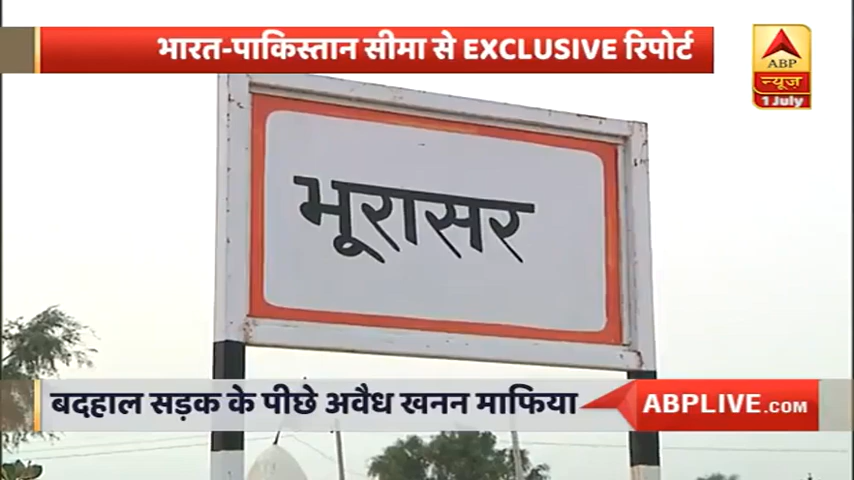 भारत-पाकिस्तान सीमा से EXCLUSIVE रिपोर्ट
ABP
न्यूज़
1 July
भूरासर
बदहाल सड़क के पीछे अवैध खनन माफिया
ABPLIVE.COM